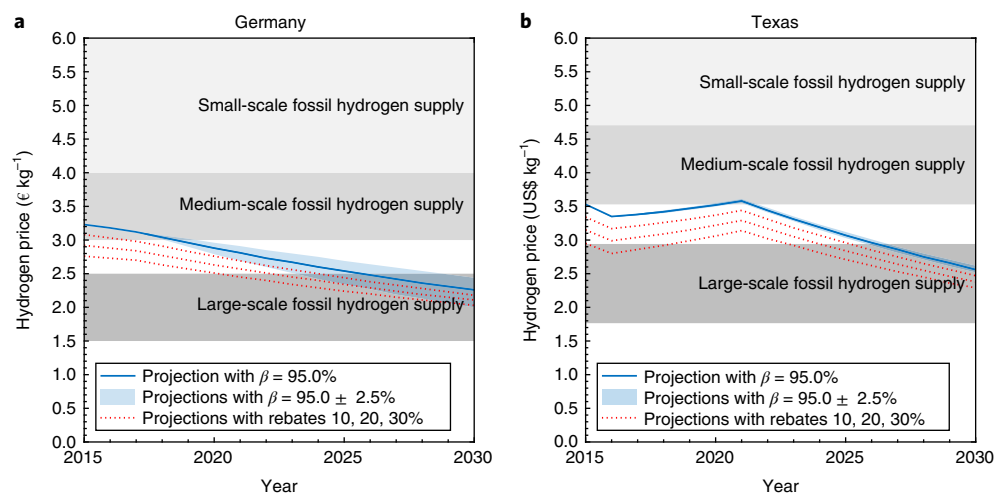 a
Germany
6.0
5.5
5.0
4.5
4.0
3.5
3.0
2.5
2.0
1.5
1.0
0.5
0.0
Hydrogen price (€ kg⁻¹)
Small-scale fossil hydrogen supply
Medium-scale fossil hydrogen supply
Large-scale fossil hydrogen supply
Projection with β = 95.0%
Projections with β = 95.0 ± 2.5%
Projections with rebates 10, 20, 30%
2015 2020 2025 2030
Year
b
Texas
6.0
5.5
5.0
4.5
4.0
3.5
3.0
2.5
2.0
1.5
1.0
0.5
0.0
Hydrogen price (US$ kg⁻¹)
Small-scale fossil hydrogen supply
Medium-scale fossil hydrogen supply
Large-scale fossil hydrogen supply
Projection with β = 95.0%
Projections with β = 95.0 ± 2.5%
Projections with rebates 10, 20, 30%
2015 2020 2025 2030
Year